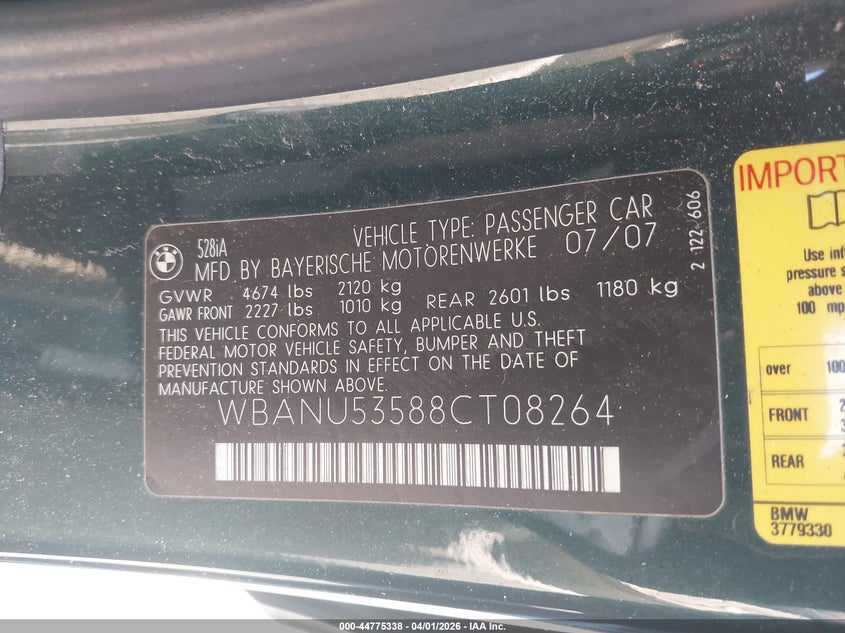 528iA
VEHICLE TYPE: PASSENGER CAR
MFD BY BAYERISCHE MOTORENWERKE 07/07
GVWR 4674 lbs 2120 kg
GAWR FRONT 2227 lbs 1010 kg REAR 2601 lbs 1180 kg
THIS VEHICLE CONFORMS TO ALL APPLICABLE U.S.
FEDERAL MOTOR VEHICLE SAFETY, BUMPER AND THEFT
PREVENTION STANDARDS IN EFFECT ON THE DATE OF
MANUFACTURE SHOWN ABOVE.
WBANU53588CT08264
2 122 606
IMPORT
Use inf
pressure s
above
100 mp
over 100
FRONT 2
3
REAR
BMW
3779330
000-44775338 - 04/01/2026 - IAA Inc.